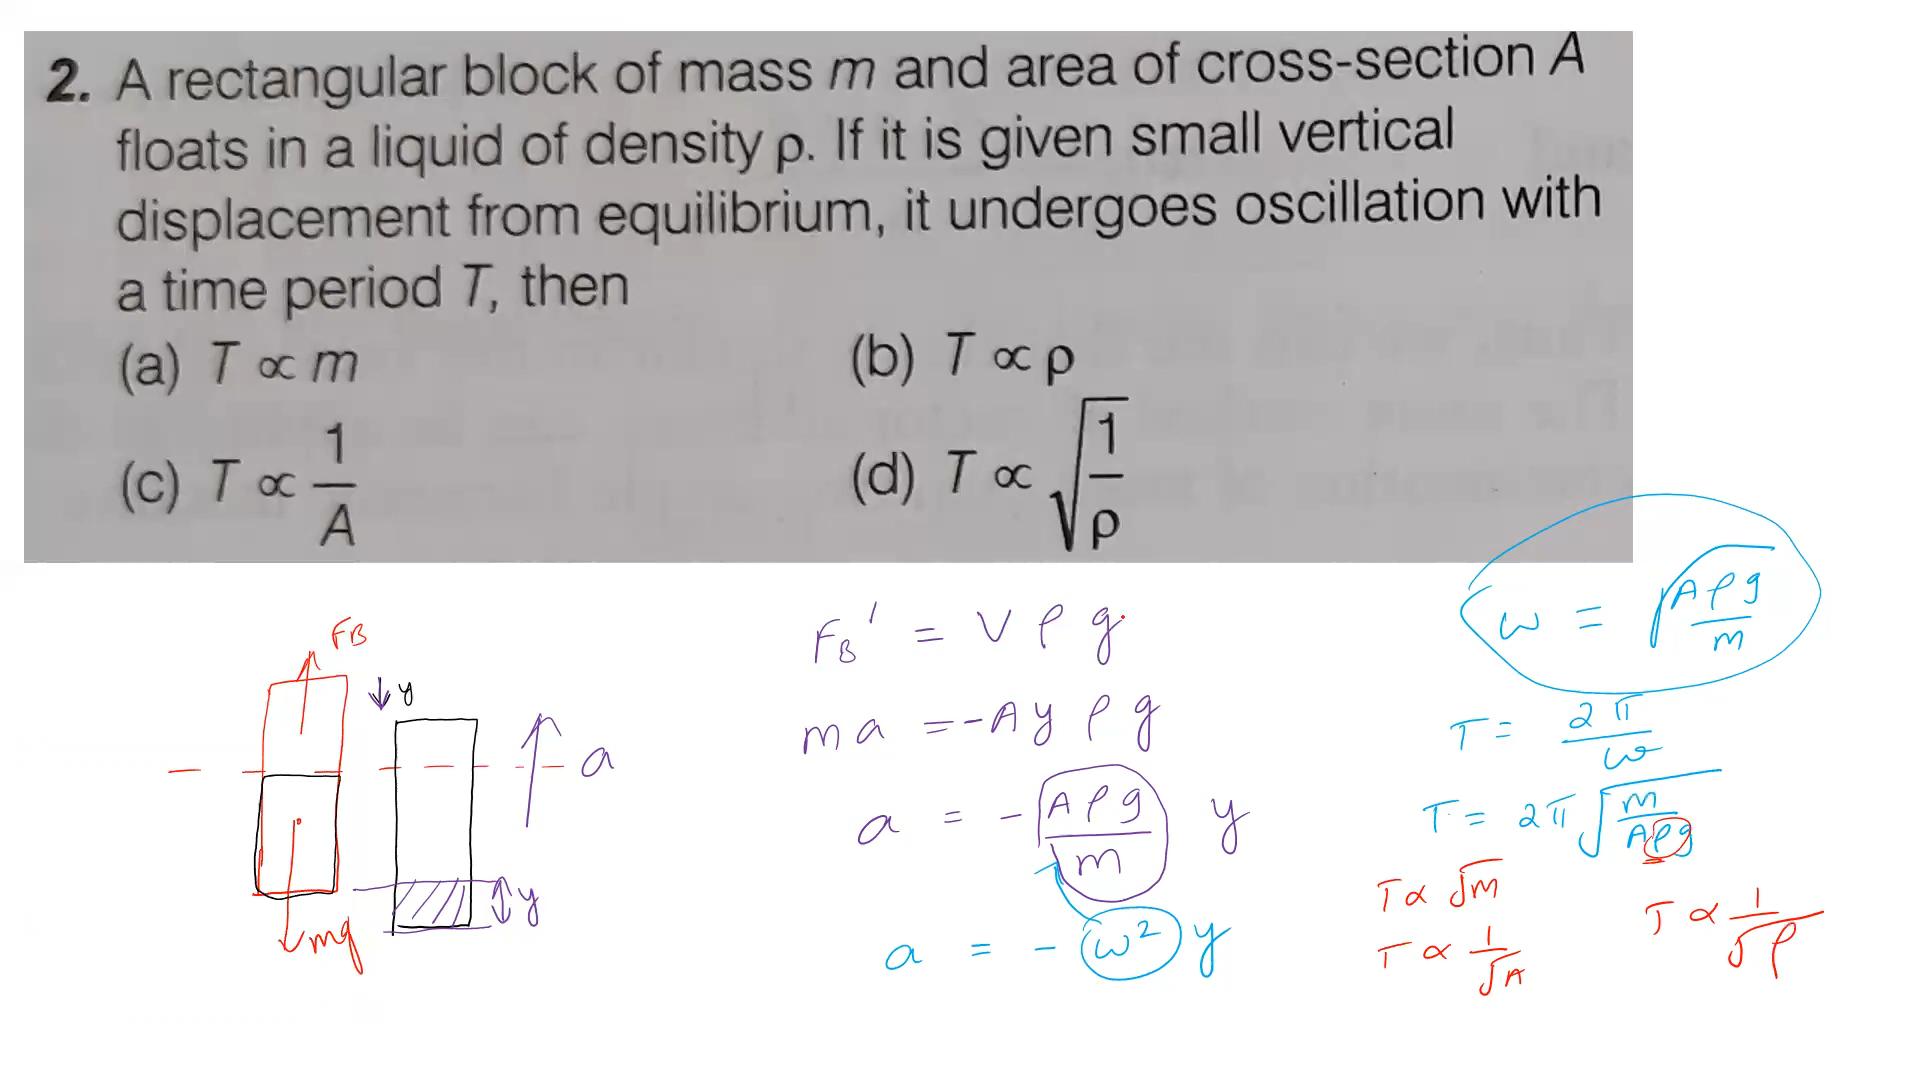 2. A rectangular block of mass m and area of cross-section A
floats in a liquid of density ρ. If it is given small vertical
displacement from equilibrium, it undergoes oscillation with
a time period T, then
(a) T ∝ m
(b) T ∝ ρ
(c) T ∝ 1/A
(d) T ∝ √(1/ρ)
FB
y
a
mg
y
FB' = Vρg
ma = -Ayρg
a = -(Aρg/m) y
a = -ω² y
ω = √(Aρg/m)
T = 2π/ω
T = 2π √(m/Aρg)
T ∝ √m
T ∝ 1/√A
T ∝ 1/√ρ